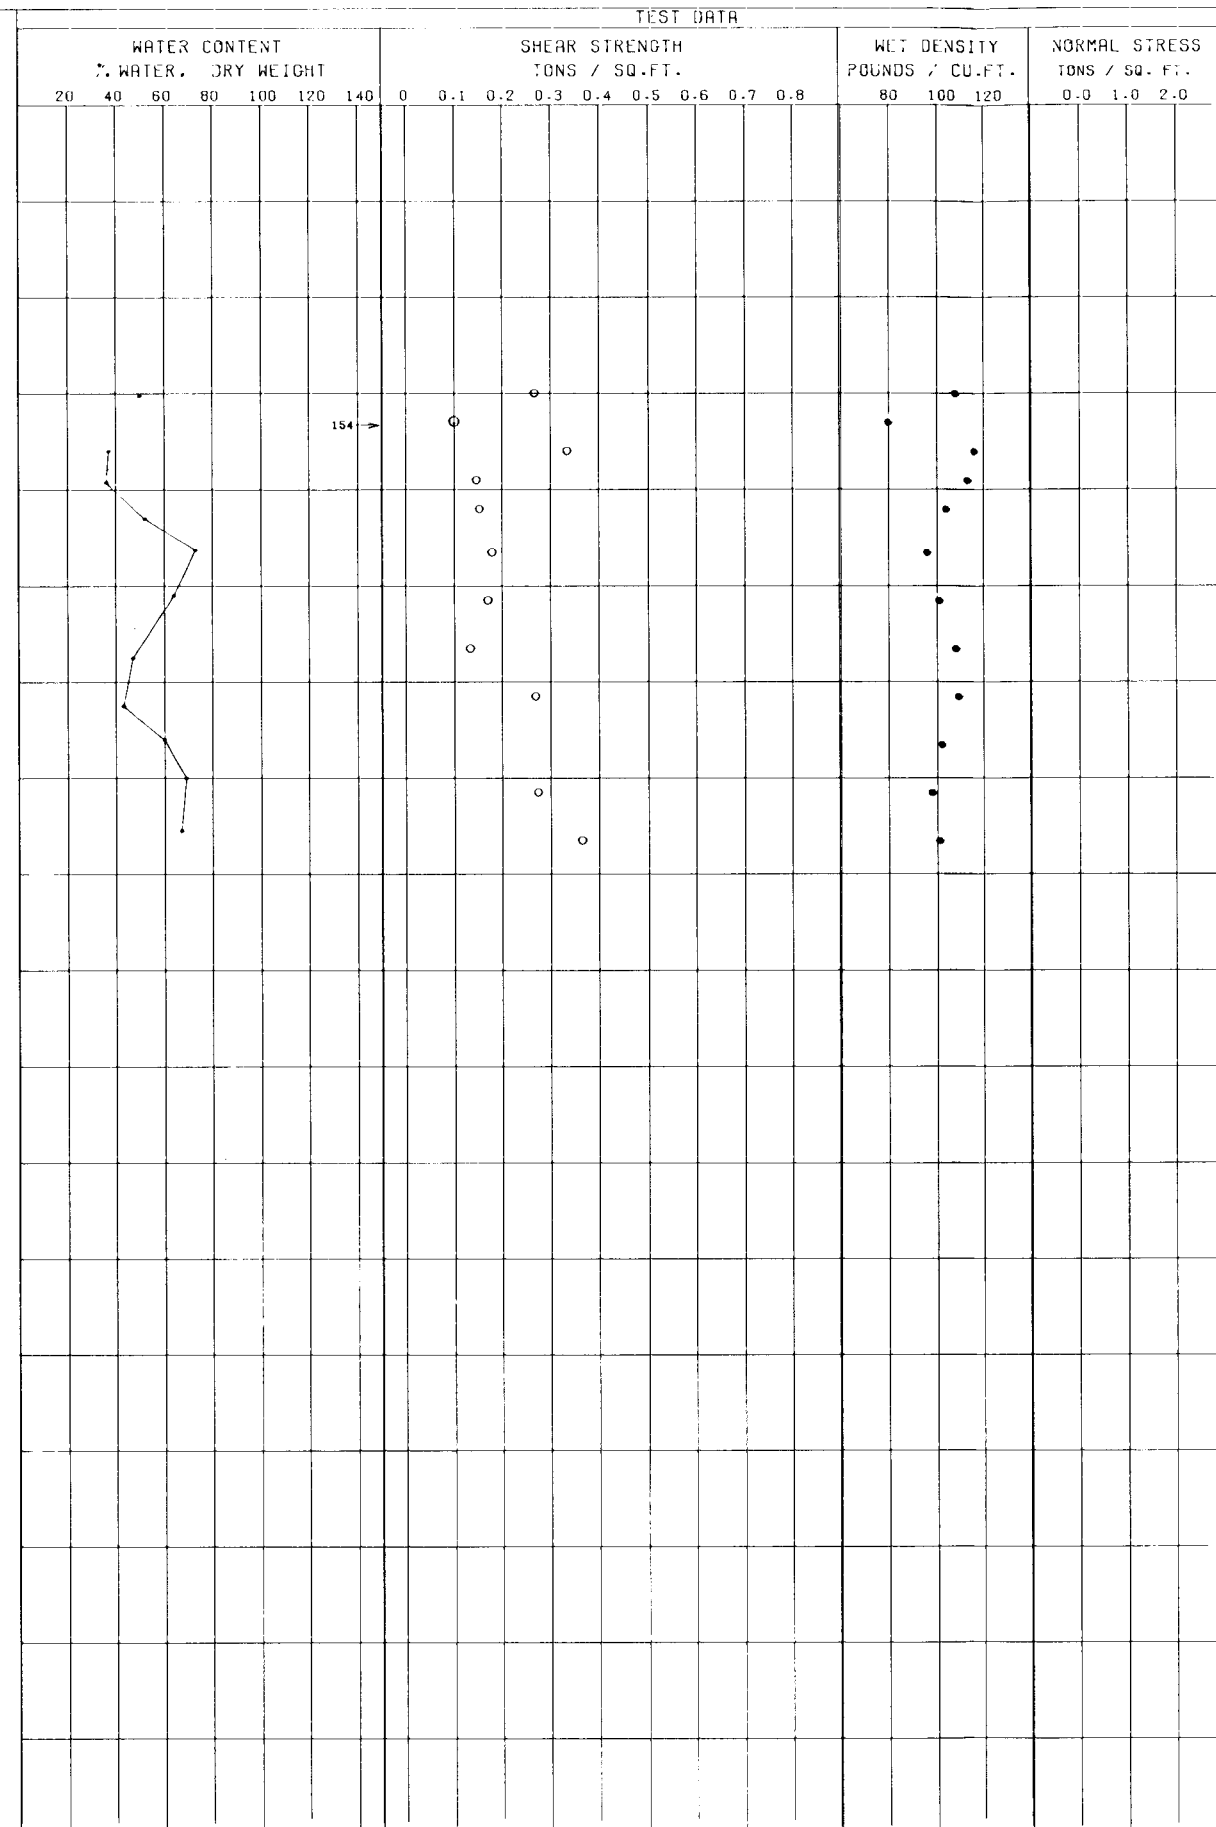 TEST DATA
WATER CONTENT
% WATER, DRY WEIGHT
20 40 60 80 100 120 140
SHEAR STRENGTH
TONS / SQ.FT.
0 0.1 0.2 0.3 0.4 0.5 0.6 0.7 0.8
WET DENSITY
POUNDS / CU.FT.
80 100 120
NORMAL STRESS
TONS / SQ. FT.
0.0 1.0 2.0
154